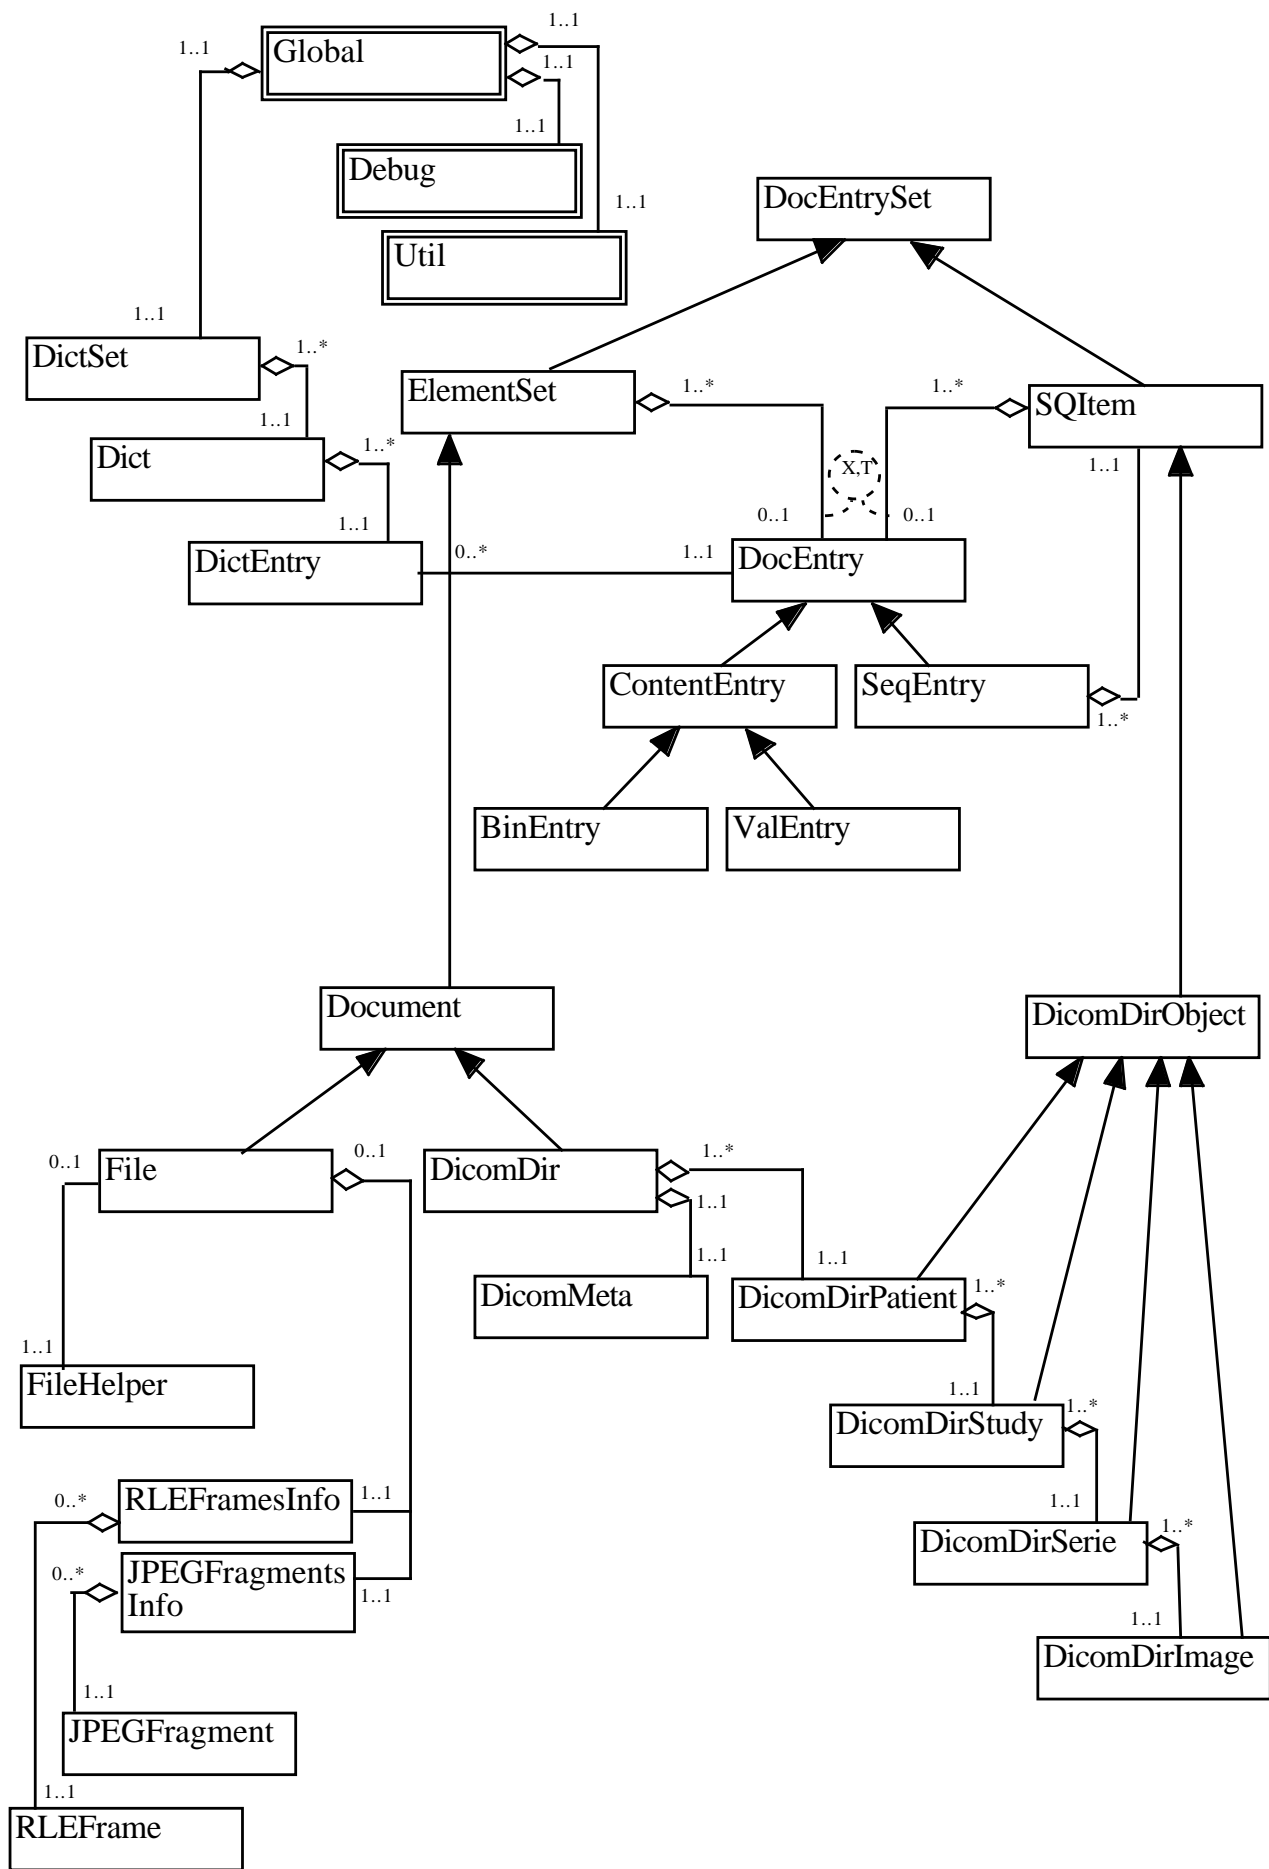 1..1
1..1
Global
1..1
1..1
Debug
DocEntrySet
1..1
Util
1..1
DictSet
1..*
ElementSet
1..*
1..*
SQItem
1..1
Dict
1..*
X,T
1..1
1..1
0..1
0..1
DictEntry
0..*
1..1
DocEntry
ContentEntry
SeqEntry
1..*
BinEntry
ValEntry
Document
DicomDirObject
0..1
File
0..1
DicomDir
1..*
1..1
1..1
1..1
DicomMeta
DicomDirPatient
1..*
1..1
FileHelper
1..1
DicomDirStudy
1..*
0..*
RLEFramesInfo
1..1
1..1
DicomDirSerie
1..*
0..*
JPEGFragments
Info
1..1
1..1
DicomDirImage
1..1
JPEGFragment
1..1
RLEFrame